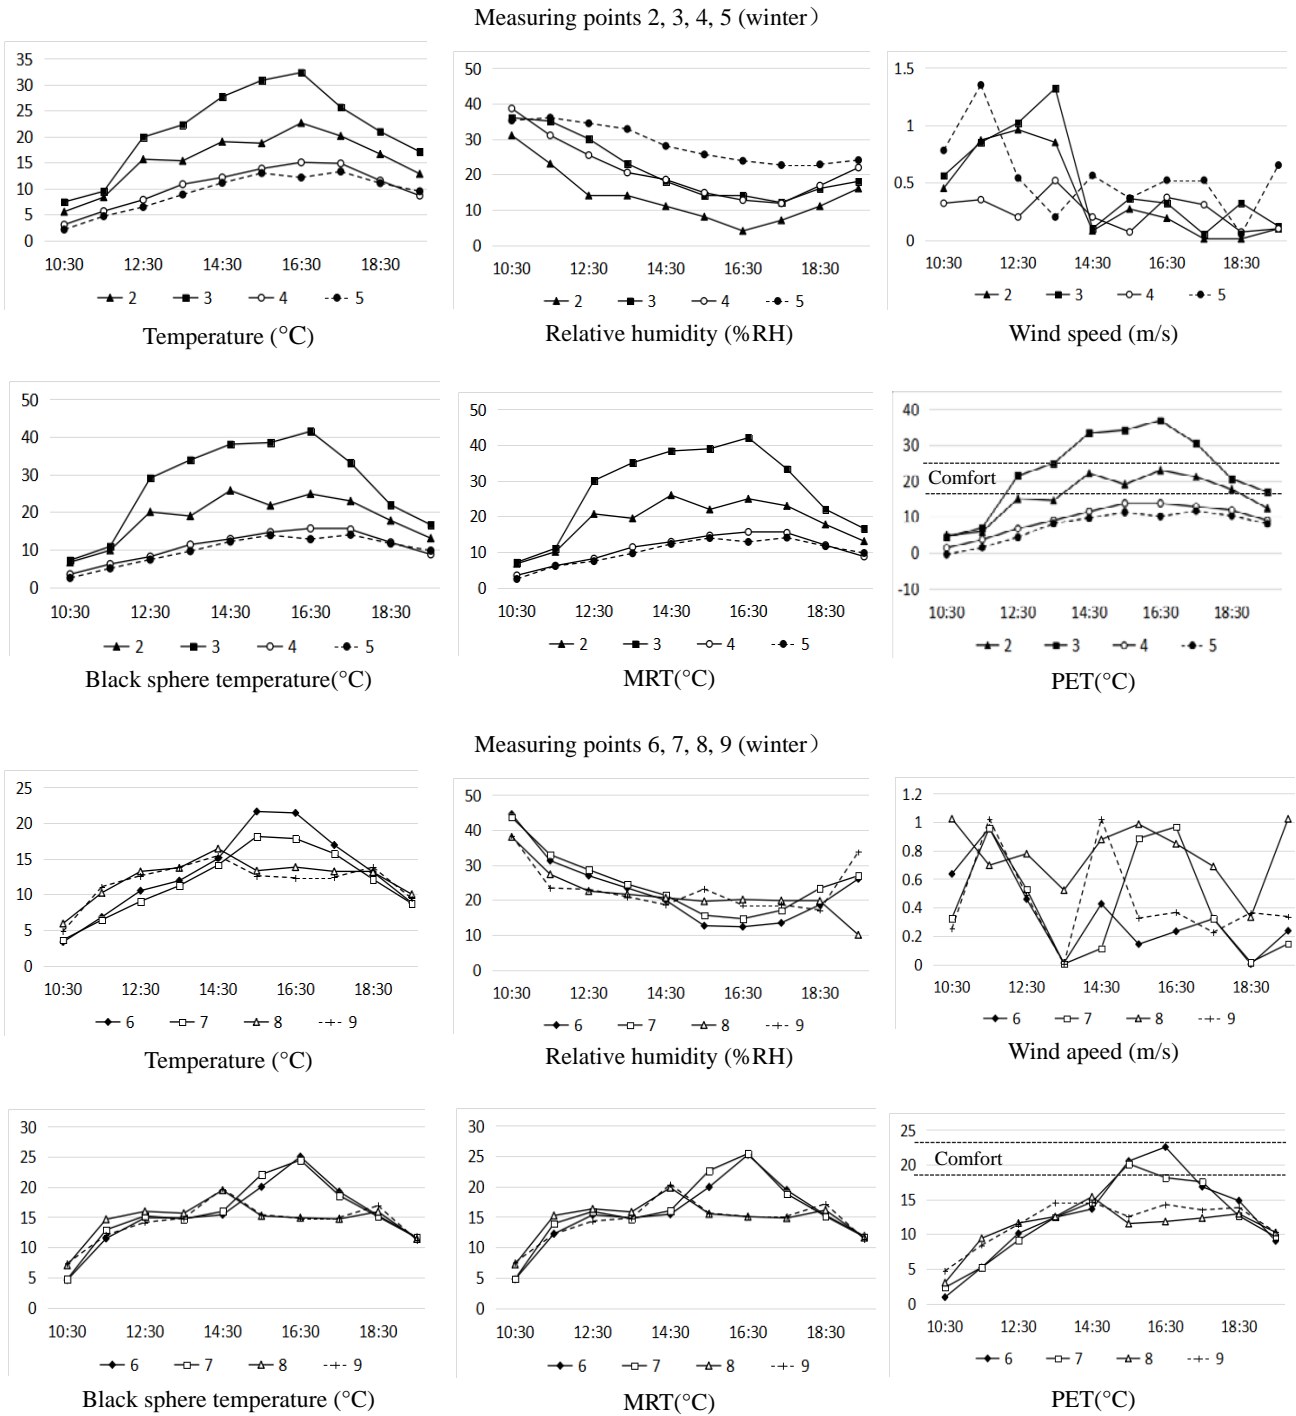 Measuring points 2, 3, 4, 5 (winter）
35
30
25
20
15
10
5
0
10:30 12:30 14:30 16:30 18:30
2 3 4 5
Temperature (°C)
50
40
30
20
10
0
10:30 12:30 14:30 16:30 18:30
2 3 4 5
Relative humidity (%RH)
1.5
1
0.5
0
10:30 12:30 14:30 16:30 18:30
2 3 4 5
Wind speed (m/s)
50
40
30
20
10
0
10:30 12:30 14:30 16:30 18:30
2 3 4 5
Black sphere temperature(°C)
50
40
30
20
10
0
10:30 12:30 14:30 16:30 18:30
2 3 4 5
MRT(°C)
40
30
Comfort
20
10
0
-10
10:30 12:30 14:30 16:30 18:30
2 3 4 5
PET(°C)
Measuring points 6, 7, 8, 9 (winter）
25
20
15
10
5
0
10:30 12:30 14:30 16:30 18:30
6 7 8 9
Temperature (°C)
50
40
30
20
10
0
10:30 12:30 14:30 16:30 18:30
6 7 8 9
Relative humidity (%RH)
1.2
1
0.8
0.6
0.4
0.2
0
10:30 12:30 14:30 16:30 18:30
6 7 8 9
Wind apeed (m/s)
30
25
20
15
10
5
0
10:30 12:30 14:30 16:30 18:30
6 7 8 9
Black sphere temperature (°C)
30
25
20
15
10
5
0
10:30 12:30 14:30 16:30 18:30
6 7 8 9
MRT(°C)
25
Comfort
20
15
10
5
0
10:30 12:30 14:30 16:30 18:30
6 7 8 9
PET(°C)